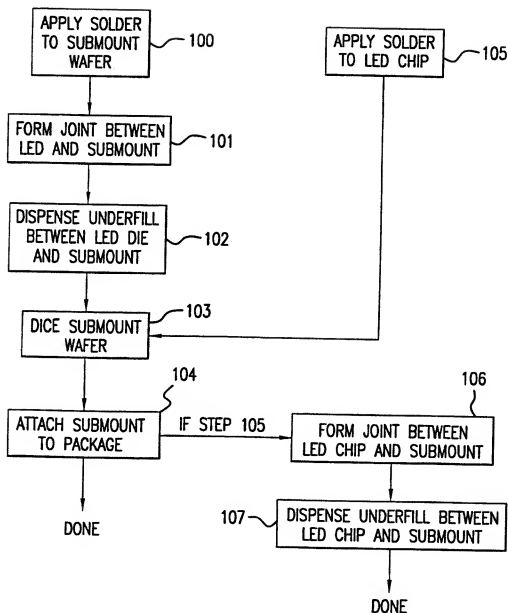 APPLY SOLDER
TO SUBMOUNT
WAFER
100
APPLY SOLDER
TO LED CHIP
105
FORM JOINT BETWEEN
LED AND SUBMOUNT
101
DISPENSE UNDERFILL
BETWEEN LED DIE
AND SUBMOUNT
102
DICE SUBMOUNT
WAFER
103
ATTACH SUBMOUNT
TO PACKAGE
104
IF STEP 105
FORM JOINT BETWEEN
LED CHIP AND SUBMOUNT
106
DISPENSE UNDERFILL BETWEEN
LED CHIP AND SUBMOUNT
107
DONE
DONE